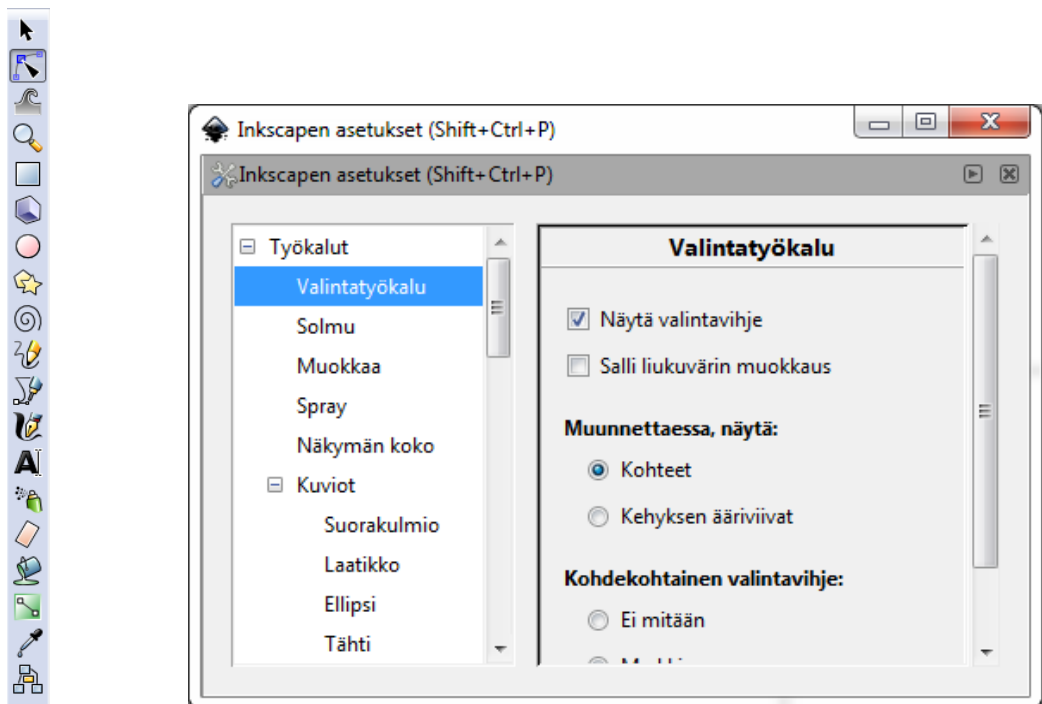 Inkscapen asetukset (Shift+Ctrl+P)
Inkscapen asetukset (Shift+Ctrl+P)
Työkalut
Valintatyökalu
Solmu
Muokkaa
Spray
Näkymän koko
Kuviot
Suorakulmio
Laatikko
Ellipsi
Tähti
Valintatyökalu
Näytä valintavihje
Salli liukuvärin muokkaus
Muunnettaessa, näytä:
Kohteet
Kehyksen ääriviivat
Kohdekohtainen valintavihje:
Ei mitään